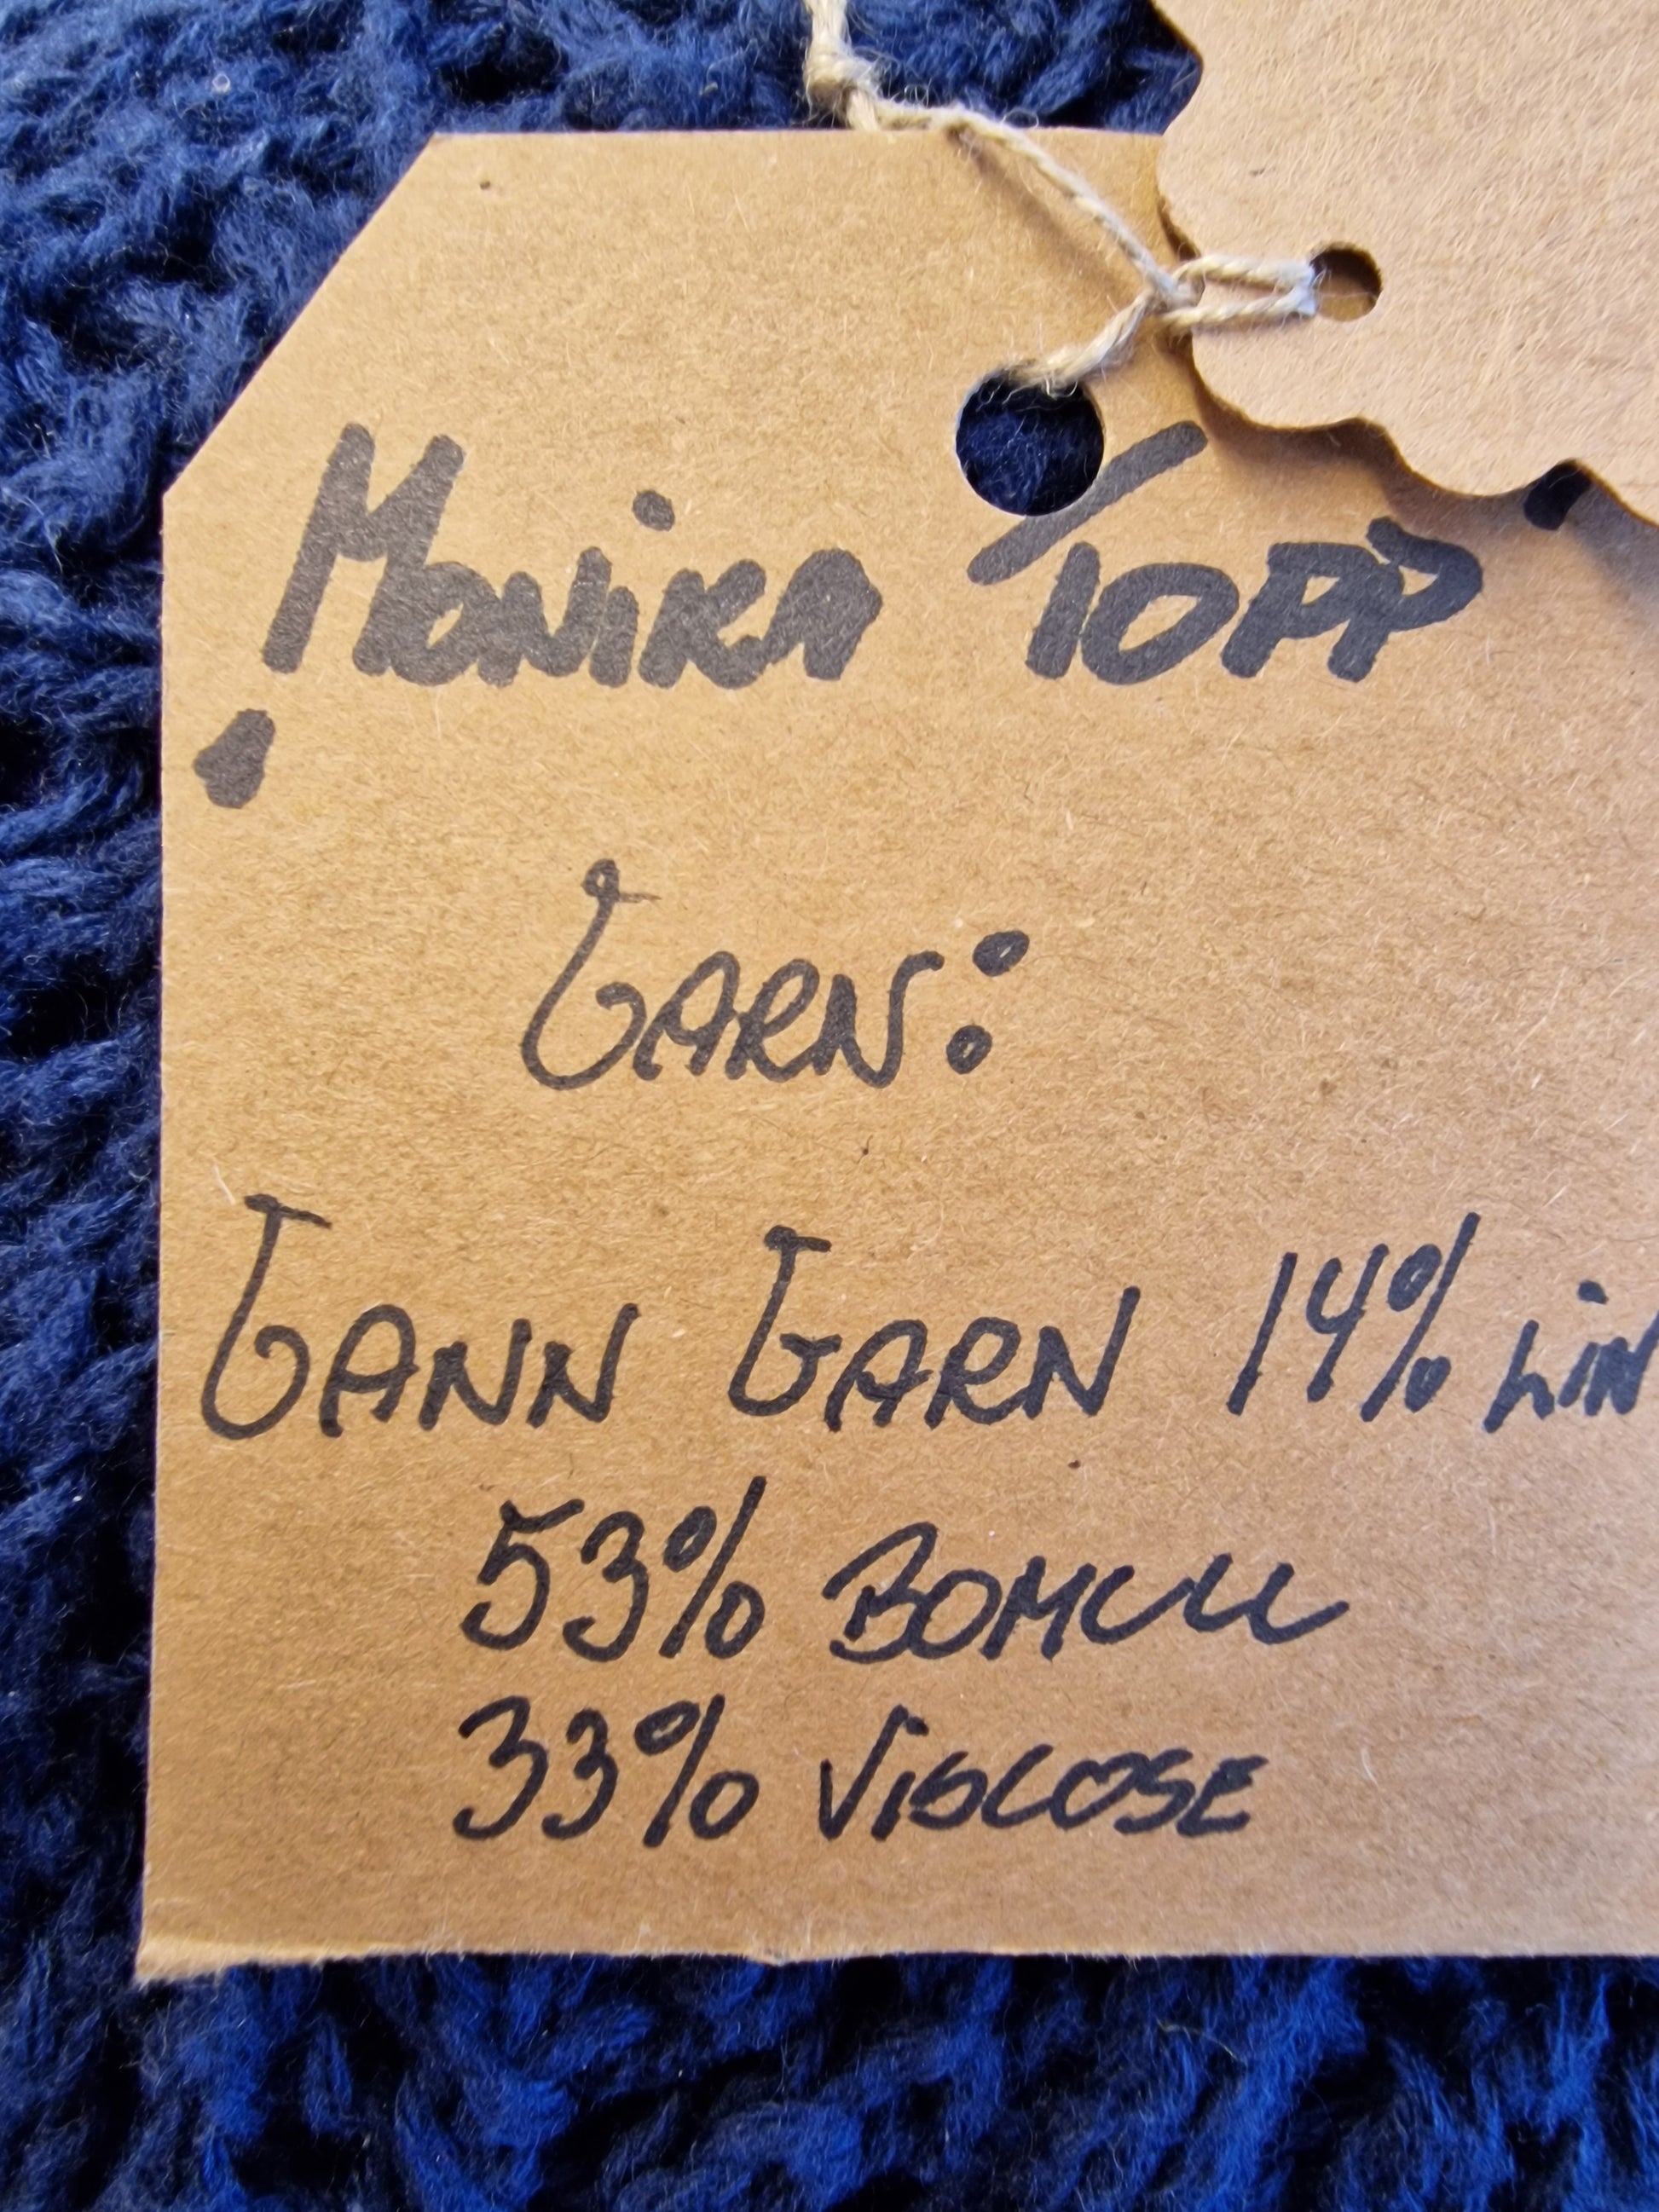 Monika Topp
GARN:
GANN GARN 14% LiN
53% BOMULL
33% ViSCOSE